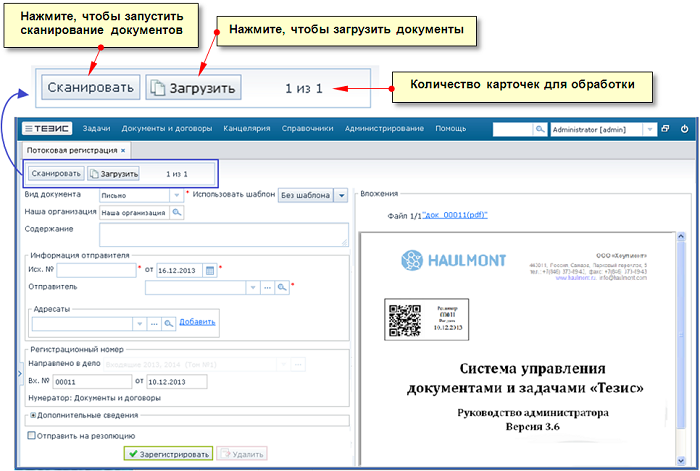 Нажмите, чтобы запустить
сканирование документов
Нажмите, чтобы загрузить документы
Сканировать Загрузить 1 из 1
Количество карточек для обработки
ТЕЗИС Задачи Документы и договоры Канцелярия Справочники Администрирование Помощь Administrator [admin]
Потоковая регистрация ×
Сканировать Загрузить 1 из 1
Вид документа Письмо * Использовать шаблон Без шаблона
Наша организация Наша организация
Содержание
Информация отправителя
Исх. № * от 16.12.2013 *
Отправитель ... *
Адресаты
... Добавить
Регистрационный номер
Направлено в дело Входящие 2013, 2014 (Том №1) ...
Вх. № 00011 от 10.12.2013
Нумератор: Документы и договоры
Дополнительные сведения
Отправить на резолюцию
Зарегистрировать Удалить
Вложения
Файл 1/1 "док_00011(pdf)"
HAULMONT
ООО «Хаулмонт»
00011
10.12.2013
Система управления
документами и задачами «Тезис»
Руководство администратора
Версия 3.6